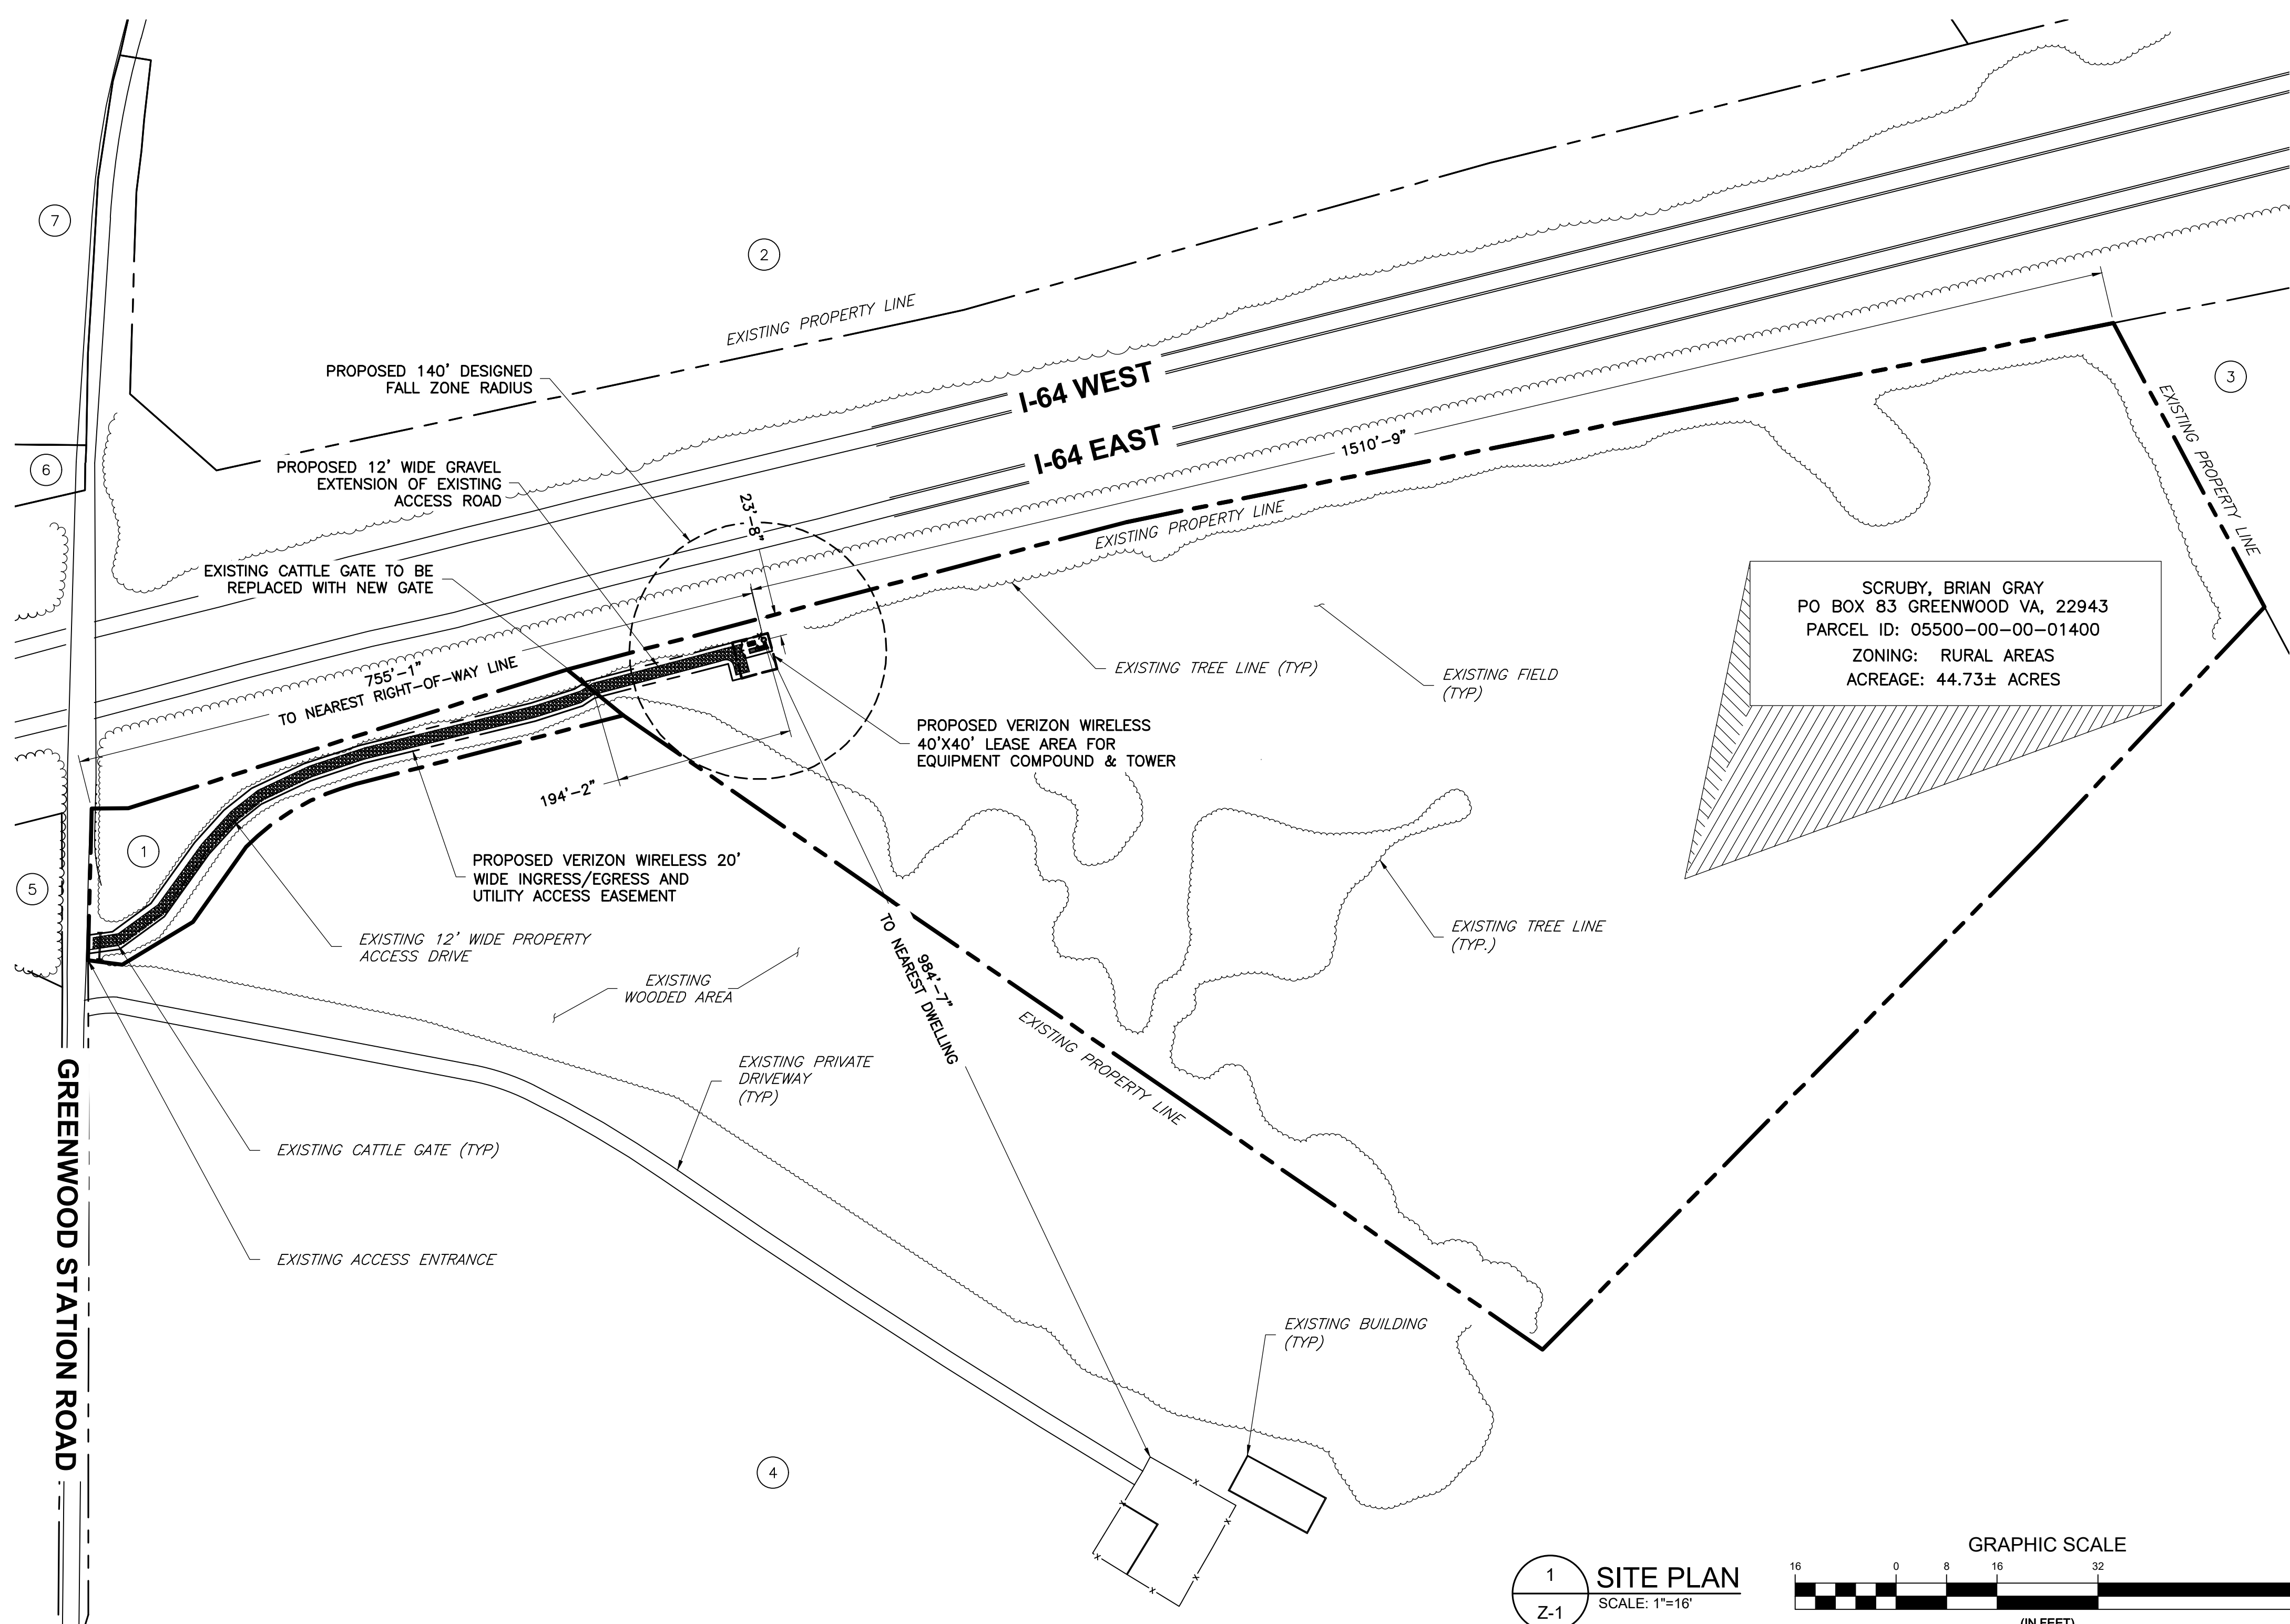 7
2
EXISTING PROPERTY LINE
PROPOSED 140' DESIGNED
FALL ZONE RADIUS
I-64 WEST
3
EXISTING PROPERTY LINE
I-64 EAST
1510'-9"
6
PROPOSED 12' WIDE GRAVEL
EXTENSION OF EXISTING
ACCESS ROAD
23'-8"
EXISTING PROPERTY LINE
EXISTING CATTLE GATE TO BE
REPLACED WITH NEW GATE
SCRUBY, BRIAN GRAY
PO BOX 83 GREENWOOD VA, 22943
PARCEL ID: 05500-00-00-01400
ZONING: RURAL AREAS
ACREAGE: 44.73± ACRES
755'-1"
TO NEAREST RIGHT-OF-WAY LINE
EXISTING TREE LINE (TYP)
EXISTING FIELD
(TYP)
PROPOSED VERIZON WIRELESS
40'X40' LEASE AREA FOR
EQUIPMENT COMPOUND & TOWER
194'-2"
1
5
PROPOSED VERIZON WIRELESS 20'
WIDE INGRESS/EGRESS AND
UTILITY ACCESS EASEMENT
EXISTING 12' WIDE PROPERTY
ACCESS DRIVE
EXISTING
WOODED AREA
984'-7"
TO NEAREST DWELLING
EXISTING TREE LINE
(TYP.)
EXISTING PROPERTY LINE
EXISTING PRIVATE
DRIVEWAY
(TYP)
GREENWOOD STATION ROAD
EXISTING CATTLE GATE (TYP)
EXISTING ACCESS ENTRANCE
EXISTING BUILDING
(TYP)
4
1
Z-1
SITE PLAN
SCALE: 1"=16'
GRAPHIC SCALE
16 0 8 16 32
(IN FEET)